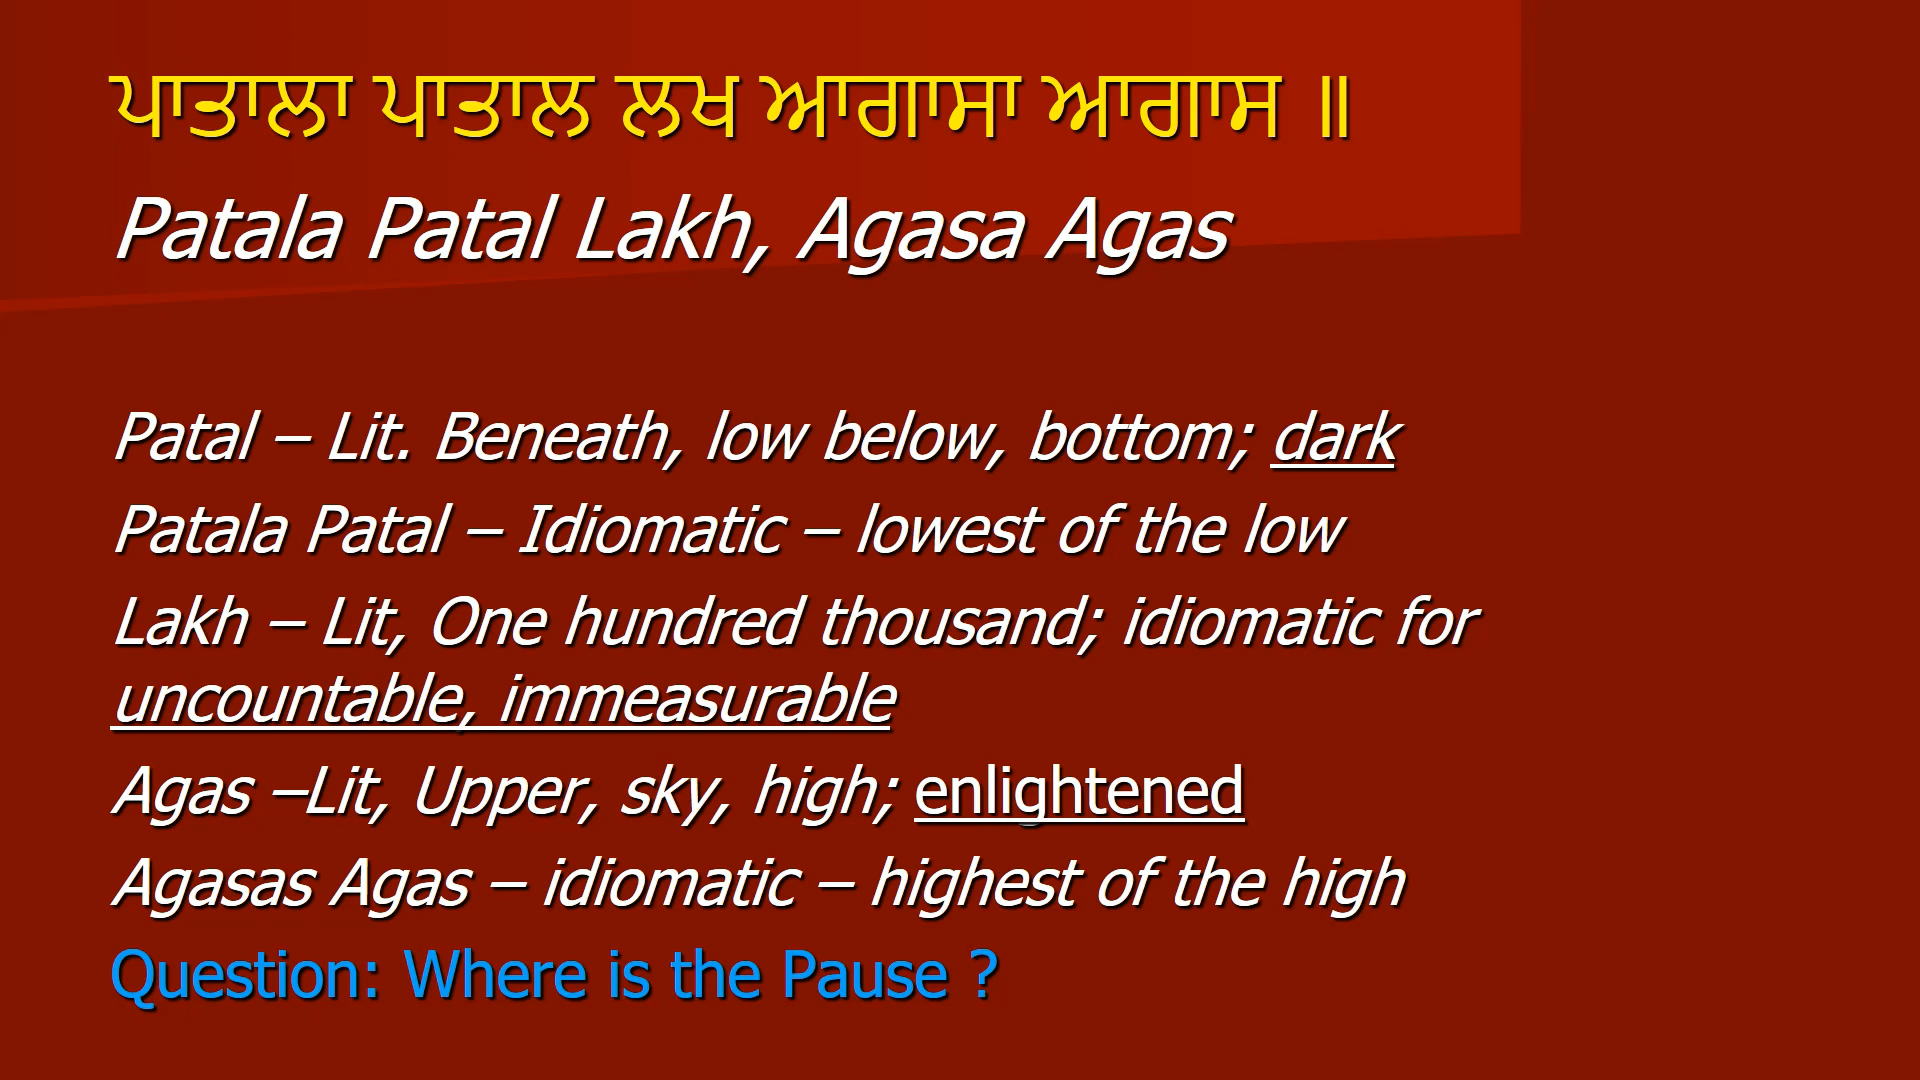 ਪਾਤਾਲਾ ਪਾਤਾਲ ਲਖ ਆਗਾਸਾ ਆਗਾਸ ॥
Patala Patal Lakh, Agasa Agas
Patal – Lit. Beneath, low below, bottom; dark
Patala Patal – Idiomatic – lowest of the low
Lakh – Lit, One hundred thousand; idiomatic for
uncountable, immeasurable
Agas –Lit, Upper, sky, high; enlightened
Agasas Agas – idiomatic – highest of the high
Question: Where is the Pause ?